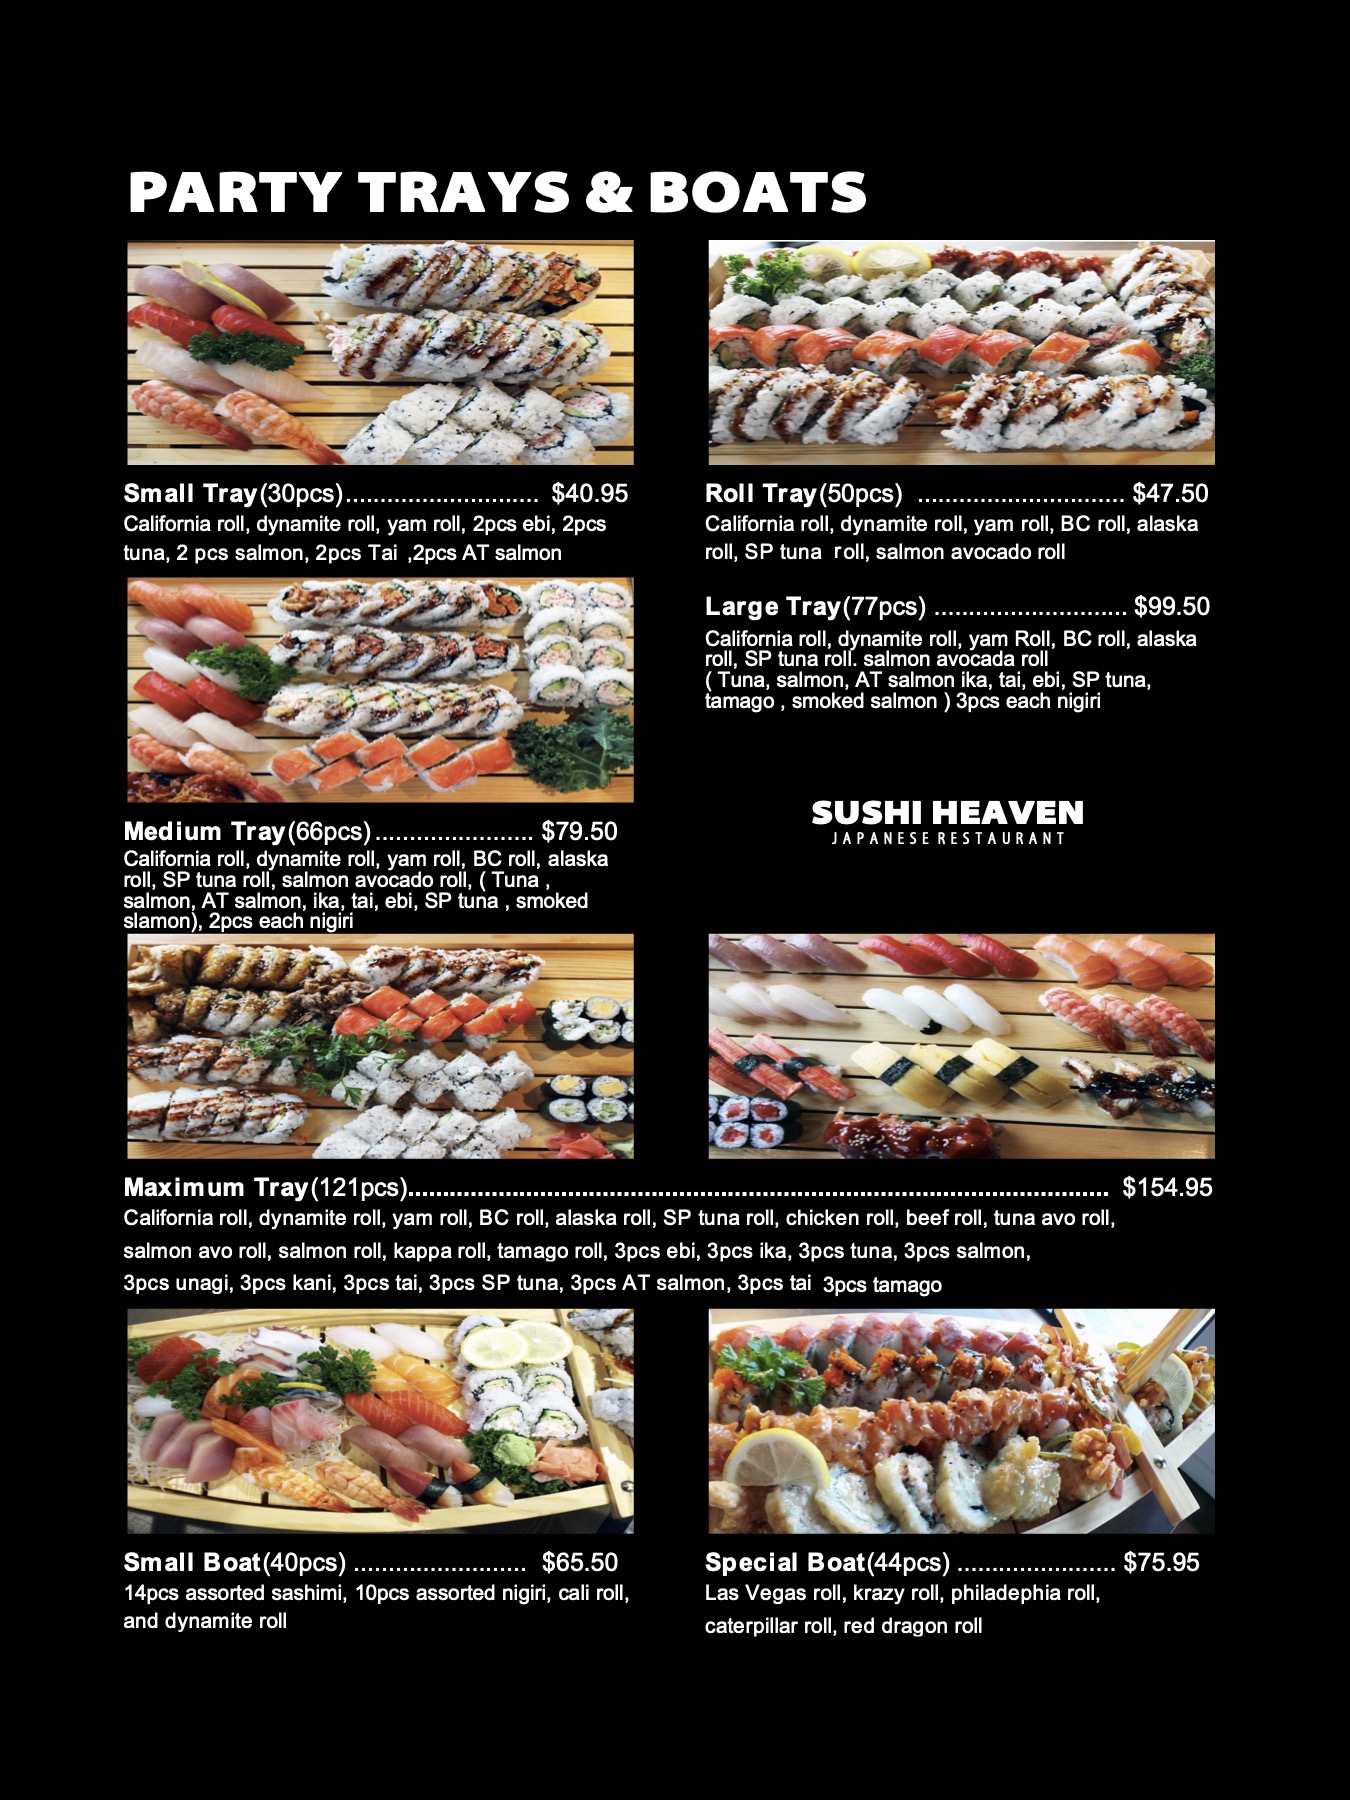 PARTY TRAYS & BOATS
Small Tray(30pcs)............................ $40.95
California roll, dynamite roll, yam roll, 2pcs ebi, 2pcs
tuna, 2 pcs salmon, 2pcs Tai ,2pcs AT salmon
Roll Tray(50pcs) .............................. $47.50
California roll, dynamite roll, yam roll, BC roll, alaska
roll, SP tuna roll, salmon avocado roll
Large Tray(77pcs) ............................ $99.50
California roll, dynamite roll, yam Roll, BC roll, alaska
roll, SP tuna roll. salmon avocada roll
( Tuna, salmon, AT salmon ika, tai, ebi, SP tuna,
tamago , smoked salmon ) 3pcs each nigiri
SUSHI HEAVEN
JAPANESE RESTAURANT
Medium Tray(66pcs)....................... $79.50
California roll, dynamite roll, yam roll, BC roll, alaska
roll, SP tuna roll, salmon avocado roll, ( Tuna ,
salmon, AT salmon, ika, tai, ebi, SP tuna , smoked
slamon), 2pcs each nigiri
Maximum Tray(121pcs)..................................................................................................... $154.95
California roll, dynamite roll, yam roll, BC roll, alaska roll, SP tuna roll, chicken roll, beef roll, tuna avo roll,
salmon avo roll, salmon roll, kappa roll, tamago roll, 3pcs ebi, 3pcs ika, 3pcs tuna, 3pcs salmon,
3pcs unagi, 3pcs kani, 3pcs tai, 3pcs SP tuna, 3pcs AT salmon, 3pcs tai 3pcs tamago
Small Boat(40pcs) ......................... $65.50
14pcs assorted sashimi, 10pcs assorted nigiri, cali roll,
and dynamite roll
Special Boat(44pcs) ....................... $75.95
Las Vegas roll, krazy roll, philadephia roll,
caterpillar roll, red dragon roll